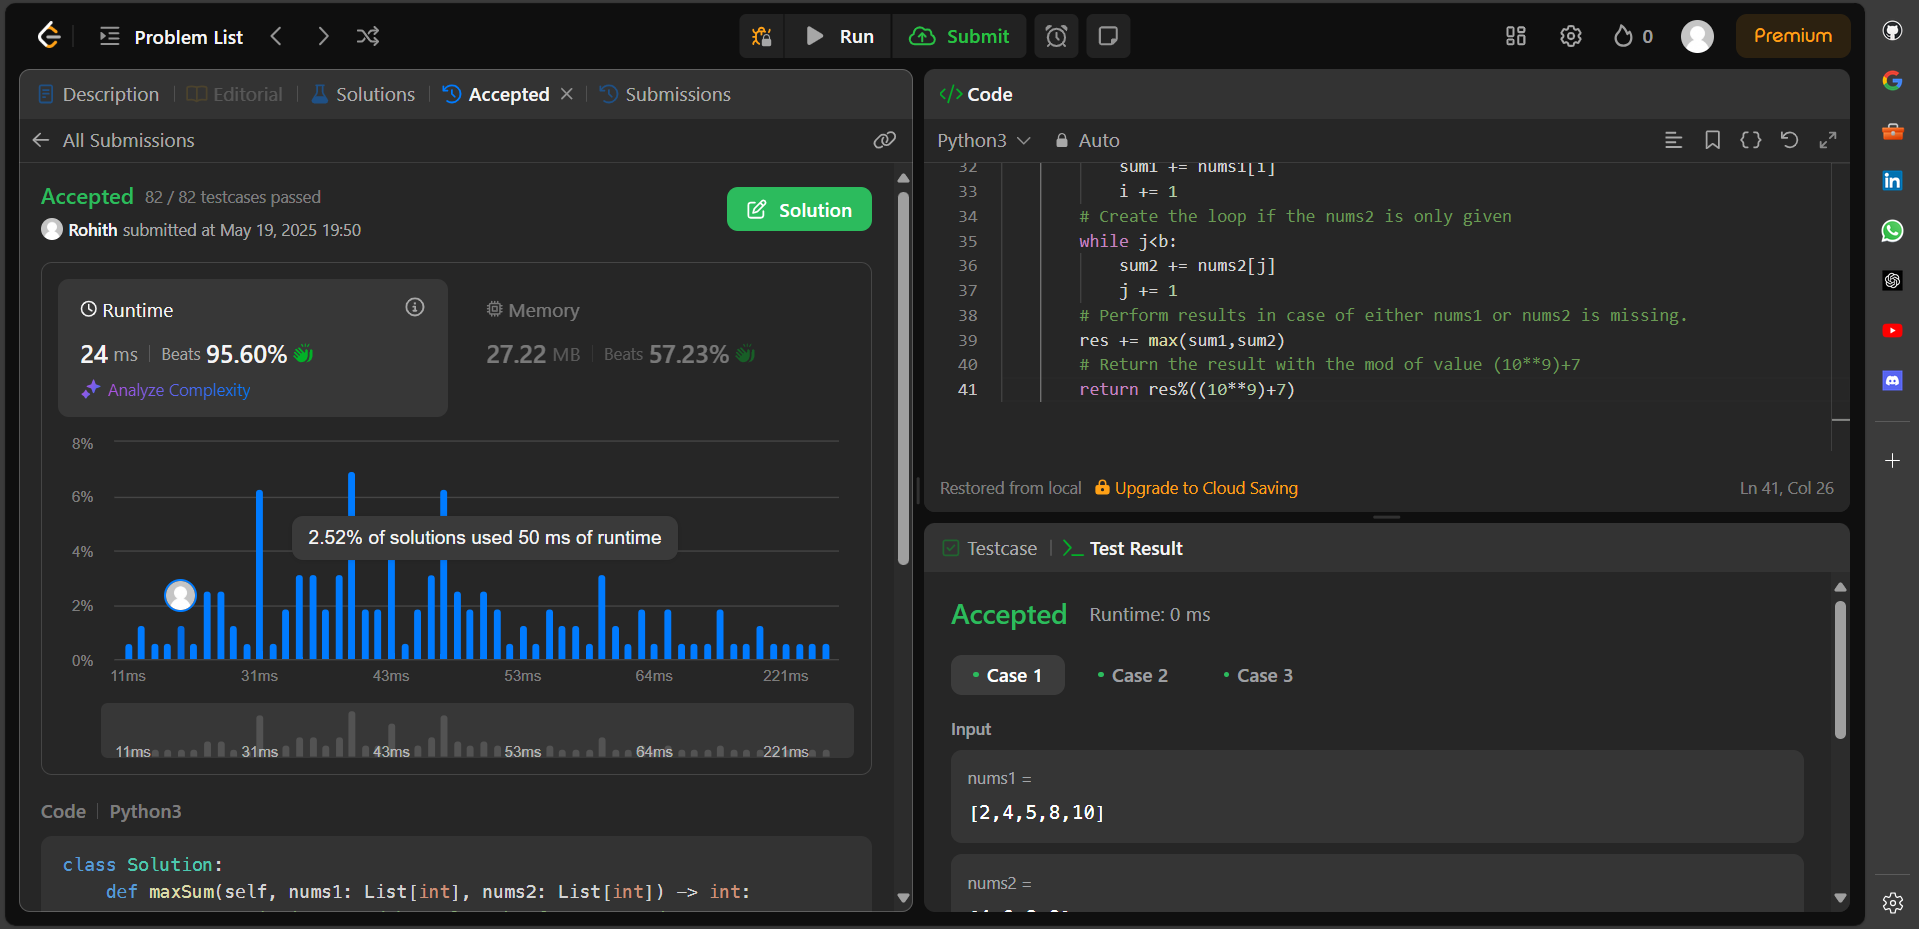 Problem List
Run
Submit
0
Premium
Description
Editorial
Solutions
Accepted
Submissions
All Submissions
Accepted 82 / 82 testcases passed
Rohith submitted at May 19, 2025 19:50
Solution
Runtime
24 ms Beats 95.60%
Analyze Complexity
Memory
27.22 MB Beats 57.23%
8%
6%
4%
2%
0%
2.52% of solutions used 50 ms of runtime
11ms 31ms 43ms 53ms 64ms 221ms
11ms 31ms 43ms 53ms 64ms 221ms
Code Python3
class Solution:
def maxSum(self, nums1: List[int], nums2: List[int]) -> int:
Code
Python3 Auto
32 sum1 += nums1[i]
33 i += 1
34 # Create the loop if the nums2 is only given
35 while j<b:
36 sum2 += nums2[j]
37 j += 1
38 # Perform results in case of either nums1 or nums2 is missing.
39 res += max(sum1,sum2)
40 # Return the result with the mod of value (10**9)+7
41 return res%((10**9)+7)
Restored from local Upgrade to Cloud Saving
Ln 41, Col 26
Testcase Test Result
Accepted Runtime: 0 ms
Case 1 Case 2 Case 3
Input
nums1 =
[2,4,5,8,10]
nums2 =